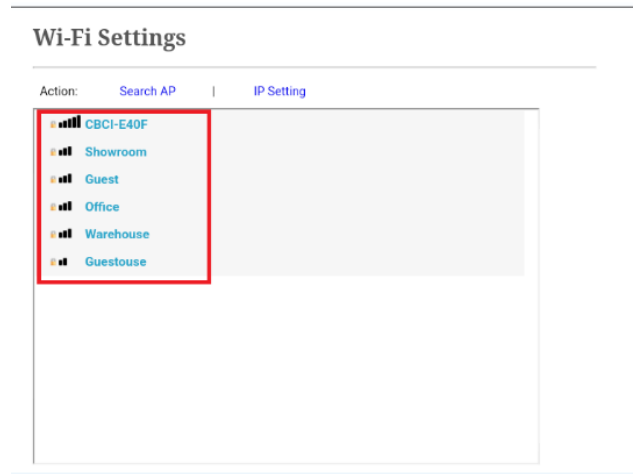 Wi-Fi Settings
Action: Search AP | IP Setting
CBCI-E40F
Showroom
Guest
Office
Warehouse
Guestouse